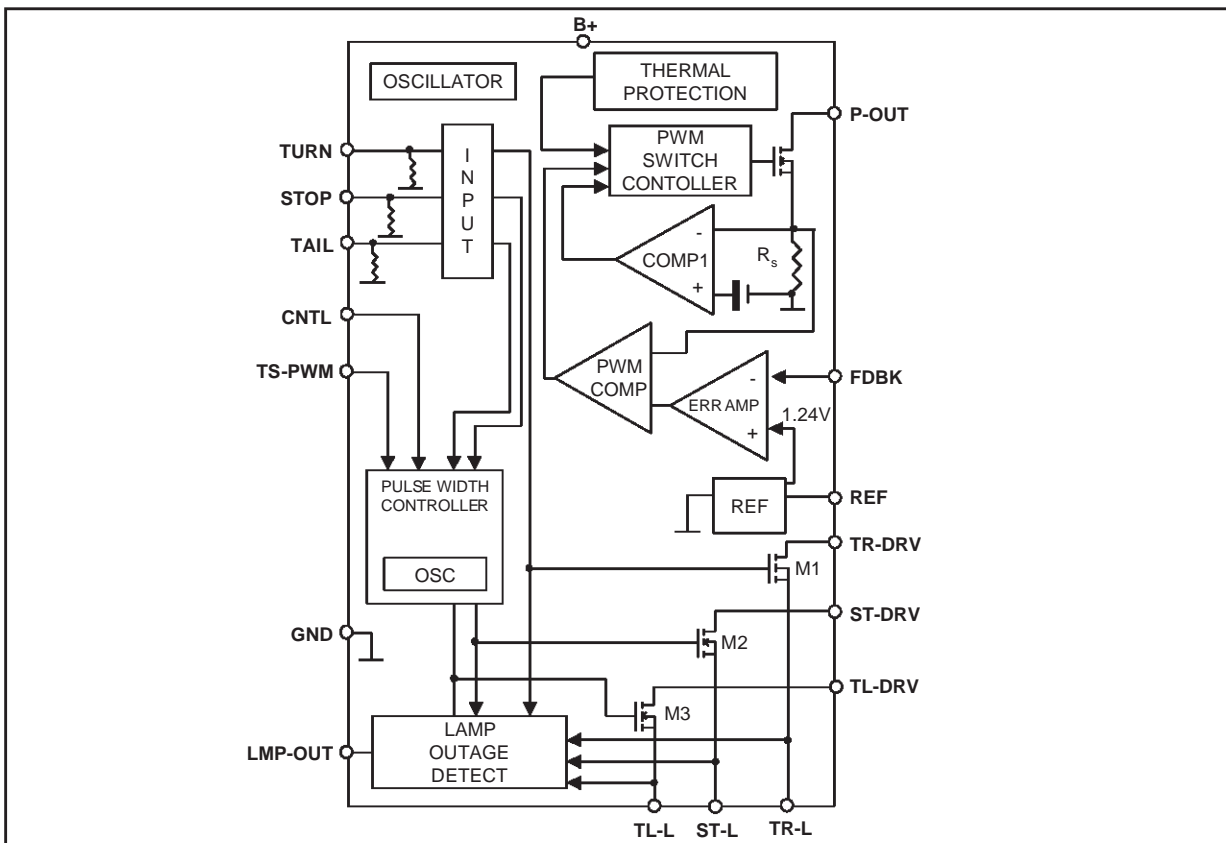 B+
OSCILLATOR
THERMAL
PROTECTION
P-OUT
TURN
STOP
TAIL
INPUT
PWM
SWITCH
CONTOLLER
-
COMP1
+
Rs
CNTL
TS-PWM
PWM
COMP
-
ERR AMP
+
1.24V
FDBK
PULSE WIDTH
CONTROLLER
OSC
REF
REF
TR-DRV
M1
GND
ST-DRV
M2
TL-DRV
M3
LMP-OUT
LAMP
OUTAGE
DETECT
TL-L
ST-L
TR-L